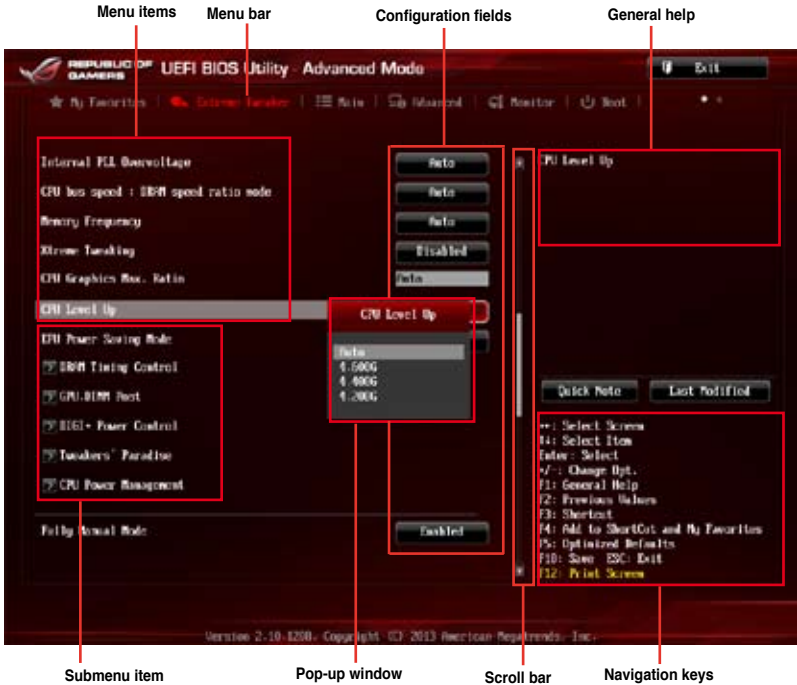 Menu items
Menu bar
Configuration fields
General help
REPUBLIC OF GAMERS
UEFI BIOS Utility - Advanced Mode
Exit
My Favorites
Extreme Tweaker
Main
Advanced
Monitor
Boot
Internal PLL Overvoltage
Auto
CPU Level Up
CPU bus speed : DRAM speed ratio mode
Auto
Memory Frequency
Auto
Xtreme Tweaking
Disabled
CPU Graphics Max. Ratio
Auto
CPU Level Up
CPU Level Up
Auto
4.600G
4.400G
4.200G
CPU Power Saving Mode
DRAM Timing Control
GPU.DIMM Post
DIGI+ Power Control
Tweakers' Paradise
CPU Power Management
Fully Manual Mode
Enabled
Quick Note
Last Modified
↔: Select Screen
↑↓: Select Item
Enter: Select
+/-: Change Opt.
F1: General Help
F2: Previous Values
F3: Shortcut
F4: Add to ShortCut and My Favorites
F5: Optimized Defaults
F10: Save ESC: Exit
F12: Print Screen
Version 2.10.1208. Copyright (C) 2013 American Megatrends, Inc.
Submenu item
Pop-up window
Scroll bar
Navigation keys